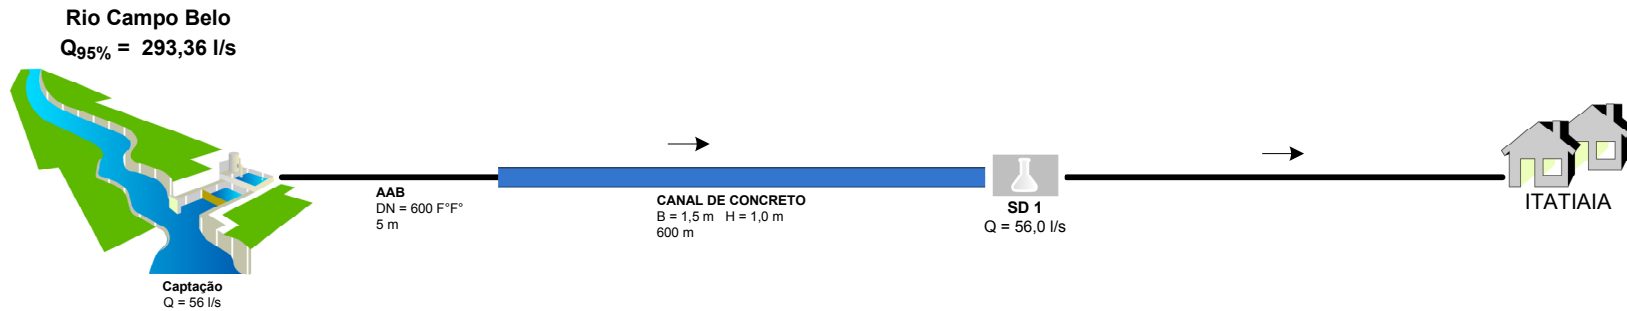 Rio Campo Belo
Q95% = 293,36 l/s
Captação
Q = 56 l/s
AAB
DN = 600 F°F°
5 m
CANAL DE CONCRETO
B = 1,5 m   H = 1,0 m
600 m
SD 1
Q = 56,0 l/s
ITATIAIA